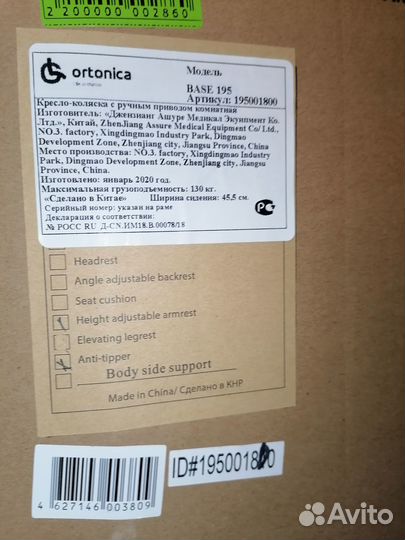 2 200000 002860
ortonica
Модель
BASE 195
Артикул: 195001800
Кресло-коляска с ручным приводом комнатная
Изготовитель: «Дженгианг Ашуре Медикал Экуипмент Ко.
Лтд.», Китай, ZhenJiang Assure Medical Equipment Co/ Ltd.,
NO.3. factory, Xingdingmao Industry Park, Dingmao
Development Zone, Zhenjiang city, Jiangsu Province, China
Место производства: NO.3. factory, Xingdingmao Industry
Park, Dingmao Development Zone, Zhenjiang city, Jiangsu
Province, China.
Изготовлено: январь 2020 год.
Максимальная грузоподъемность: 130 кг.
«Сделано в Китае» Ширина сидения: 45,5 см.
Серийный номер: указан на раме
Декларация о соответствии:
№ РОСС RU Д-CN.ИМ18.В.00078/18
Headrest
Angle adjustable backrest
Seat cushion
Height adjustable armrest
Elevating legrest
Anti-tipper
Body side support
Made in China/ Сделано в КНР
4 627146 003809
ID#195001800
Avito